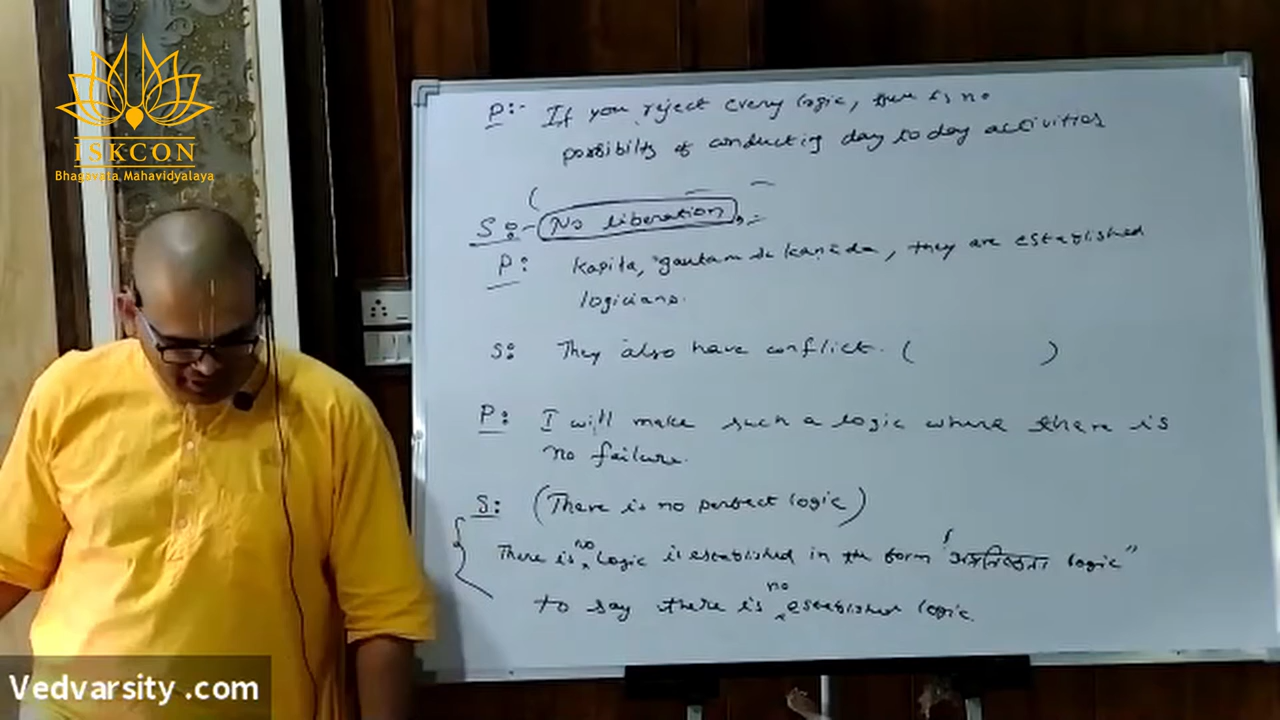 ISKCON
Bhagavata Mahavidyalaya
P:- If you reject every logic, there is no
possibilty of conducting day to day activities
S:- (No liberation)
P: Kapila, gautam & kanada, they are established
logicians.
S: They also have conflict. ( )
P: I will make such a logic where there is
no failure.
S: (There is no perfect logic)
There is no logic is established in the form " logic"
to say there is no established logic.
Vedvarsity .com